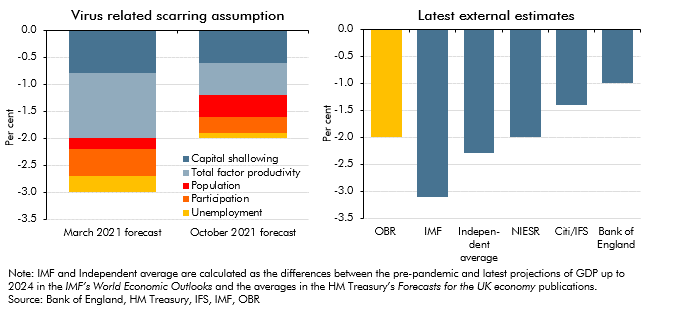 Virus related scarring assumption
0.0
-0.5
-1.0
-1.5
-2.0
-2.5
-3.0
-3.5
Per cent
Capital shallowing
Total factor productivity
Population
Participation
Unemployment
March 2021 forecast
October 2021 forecast
Latest external estimates
0.0
-0.5
-1.0
-1.5
-2.0
-2.5
-3.0
-3.5
Per cent
OBR
IMF
Indepen-
dent
average
NIESR
Citi/IFS
Bank of
England
Note: IMF and Independent average are calculated as the differences between the pre-pandemic and latest projections of GDP up to
2024 in the IMF's World Economic Outlooks and the averages in the HM Treasury's Forecasts for the UK economy publications.
Source: Bank of England, HM Treasury, IFS, IMF, OBR